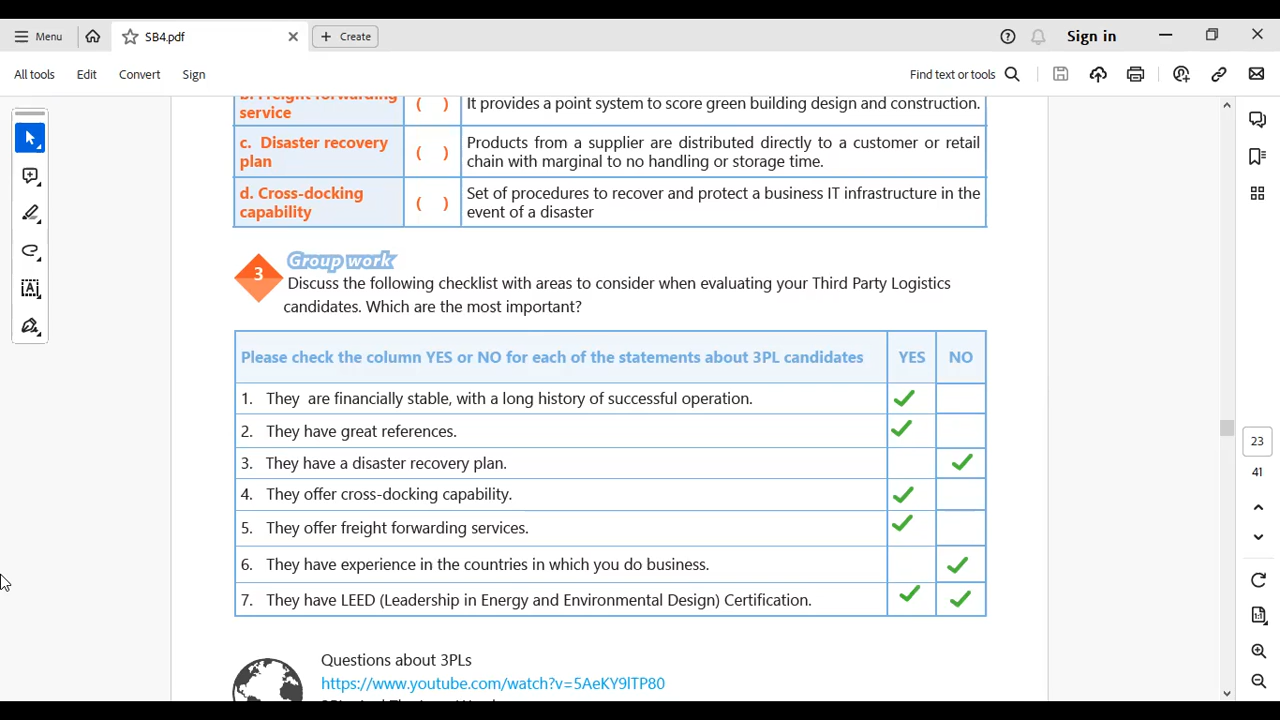 Menu
SB4.pdf
Create
Sign in
All tools
Edit
Convert
Sign
Find text or tools
b. Freight forwarding
service
( )
It provides a point system to score green building design and construction.
c. Disaster recovery
plan
( )
Products from a supplier are distributed directly to a customer or retail
chain with marginal to no handling or storage time.
d. Cross-docking
capability
( )
Set of procedures to recover and protect a business IT infrastructure in the
event of a disaster
3
Group work
Discuss the following checklist with areas to consider when evaluating your Third Party Logistics
candidates. Which are the most important?
Please check the column YES or NO for each of the statements about 3PL candidates
YES
NO
1. They are financially stable, with a long history of successful operation.
2. They have great references.
3. They have a disaster recovery plan.
4. They offer cross-docking capability.
5. They offer freight forwarding services.
6. They have experience in the countries in which you do business.
7. They have LEED (Leadership in Energy and Environmental Design) Certification.
Questions about 3PLs
https://www.youtube.com/watch?v=5AeKY9lTP80
23
41